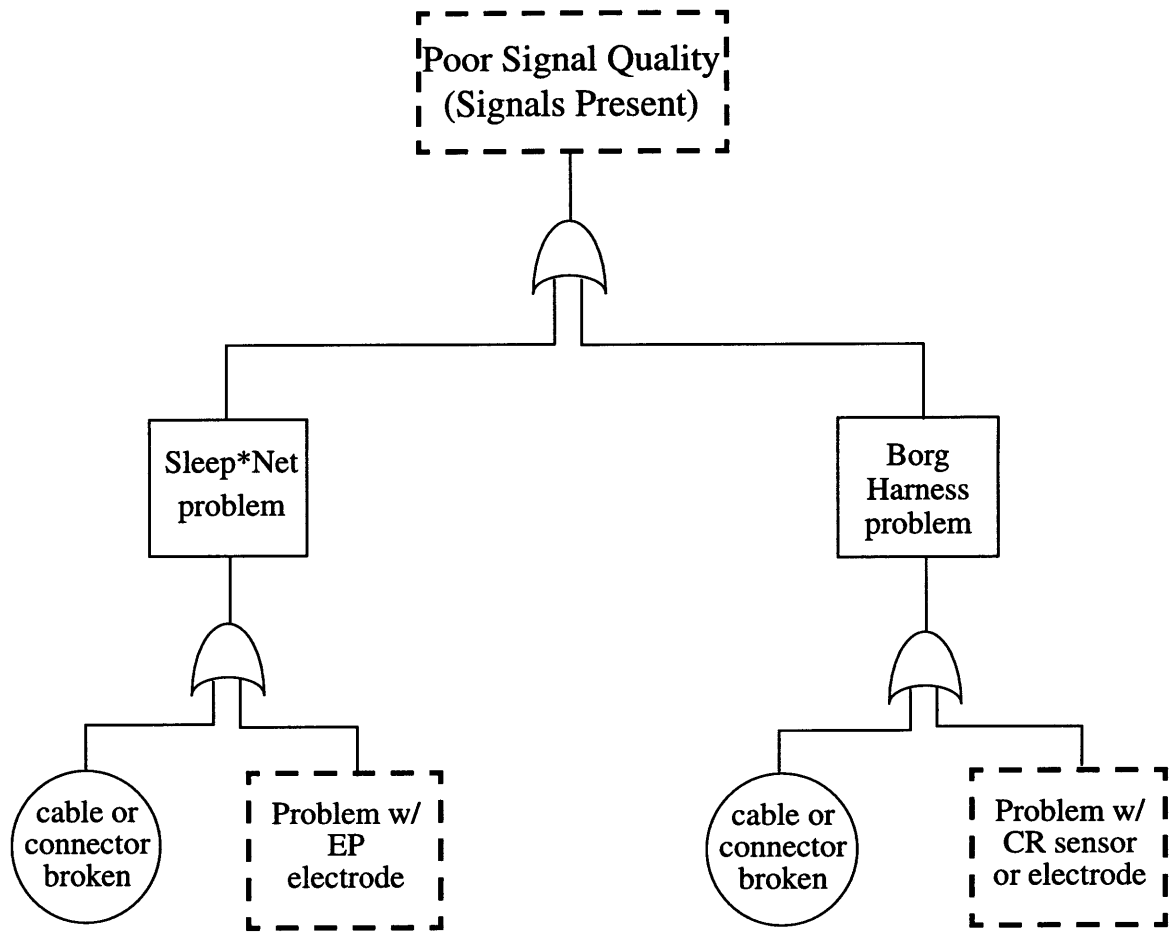 Poor Signal Quality
(Signals Present)
Sleep*Net
problem
Borg
Harness
problem
cable or
connector
broken
Problem w/
EP
electrode
cable or
connector
broken
Problem w/
CR sensor
or electrode